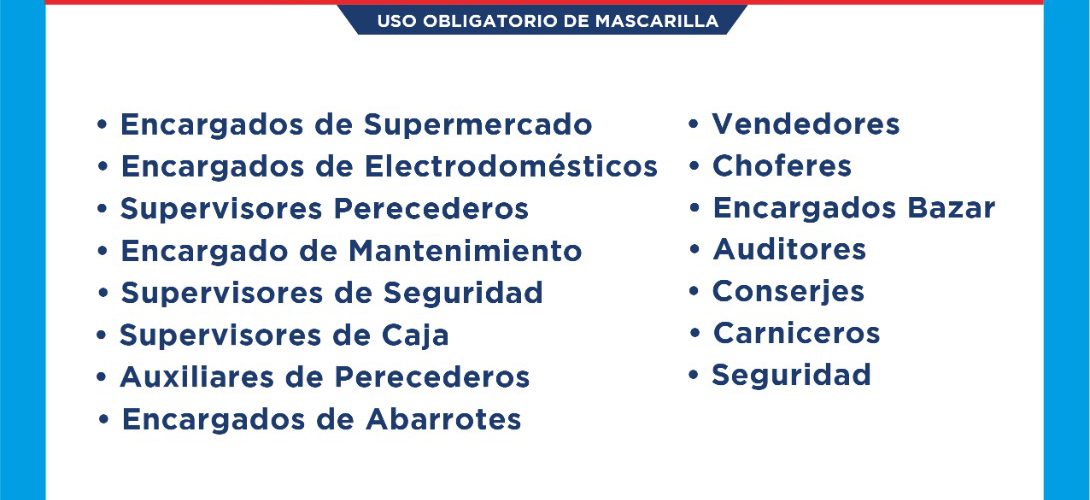 USO OBLIGATORIO DE MASCARILLA
• Encargados de Supermercado
• Encargados de Electrodomésticos
• Supervisores Perecederos
• Encargado de Mantenimiento
• Supervisores de Seguridad
• Supervisores de Caja
• Auxiliares de Perecederos
• Encargados de Abarrotes
• Vendedores
• Choferes
• Encargados Bazar
• Auditores
• Conserjes
• Carniceros
• Seguridad